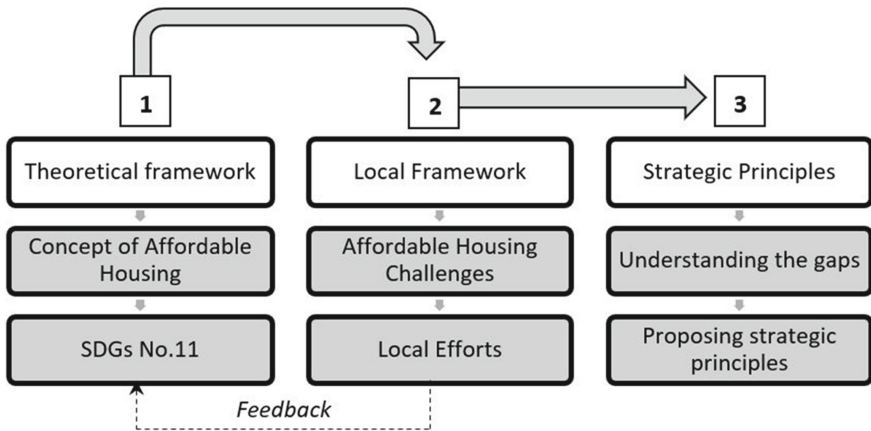 1
2
3
Theoretical framework
Local Framework
Strategic Principles
Concept of Affordable
Housing
Affordable Housing
Challenges
Understanding the gaps
SDGs No.11
Local Efforts
Proposing strategic
principles
Feedback